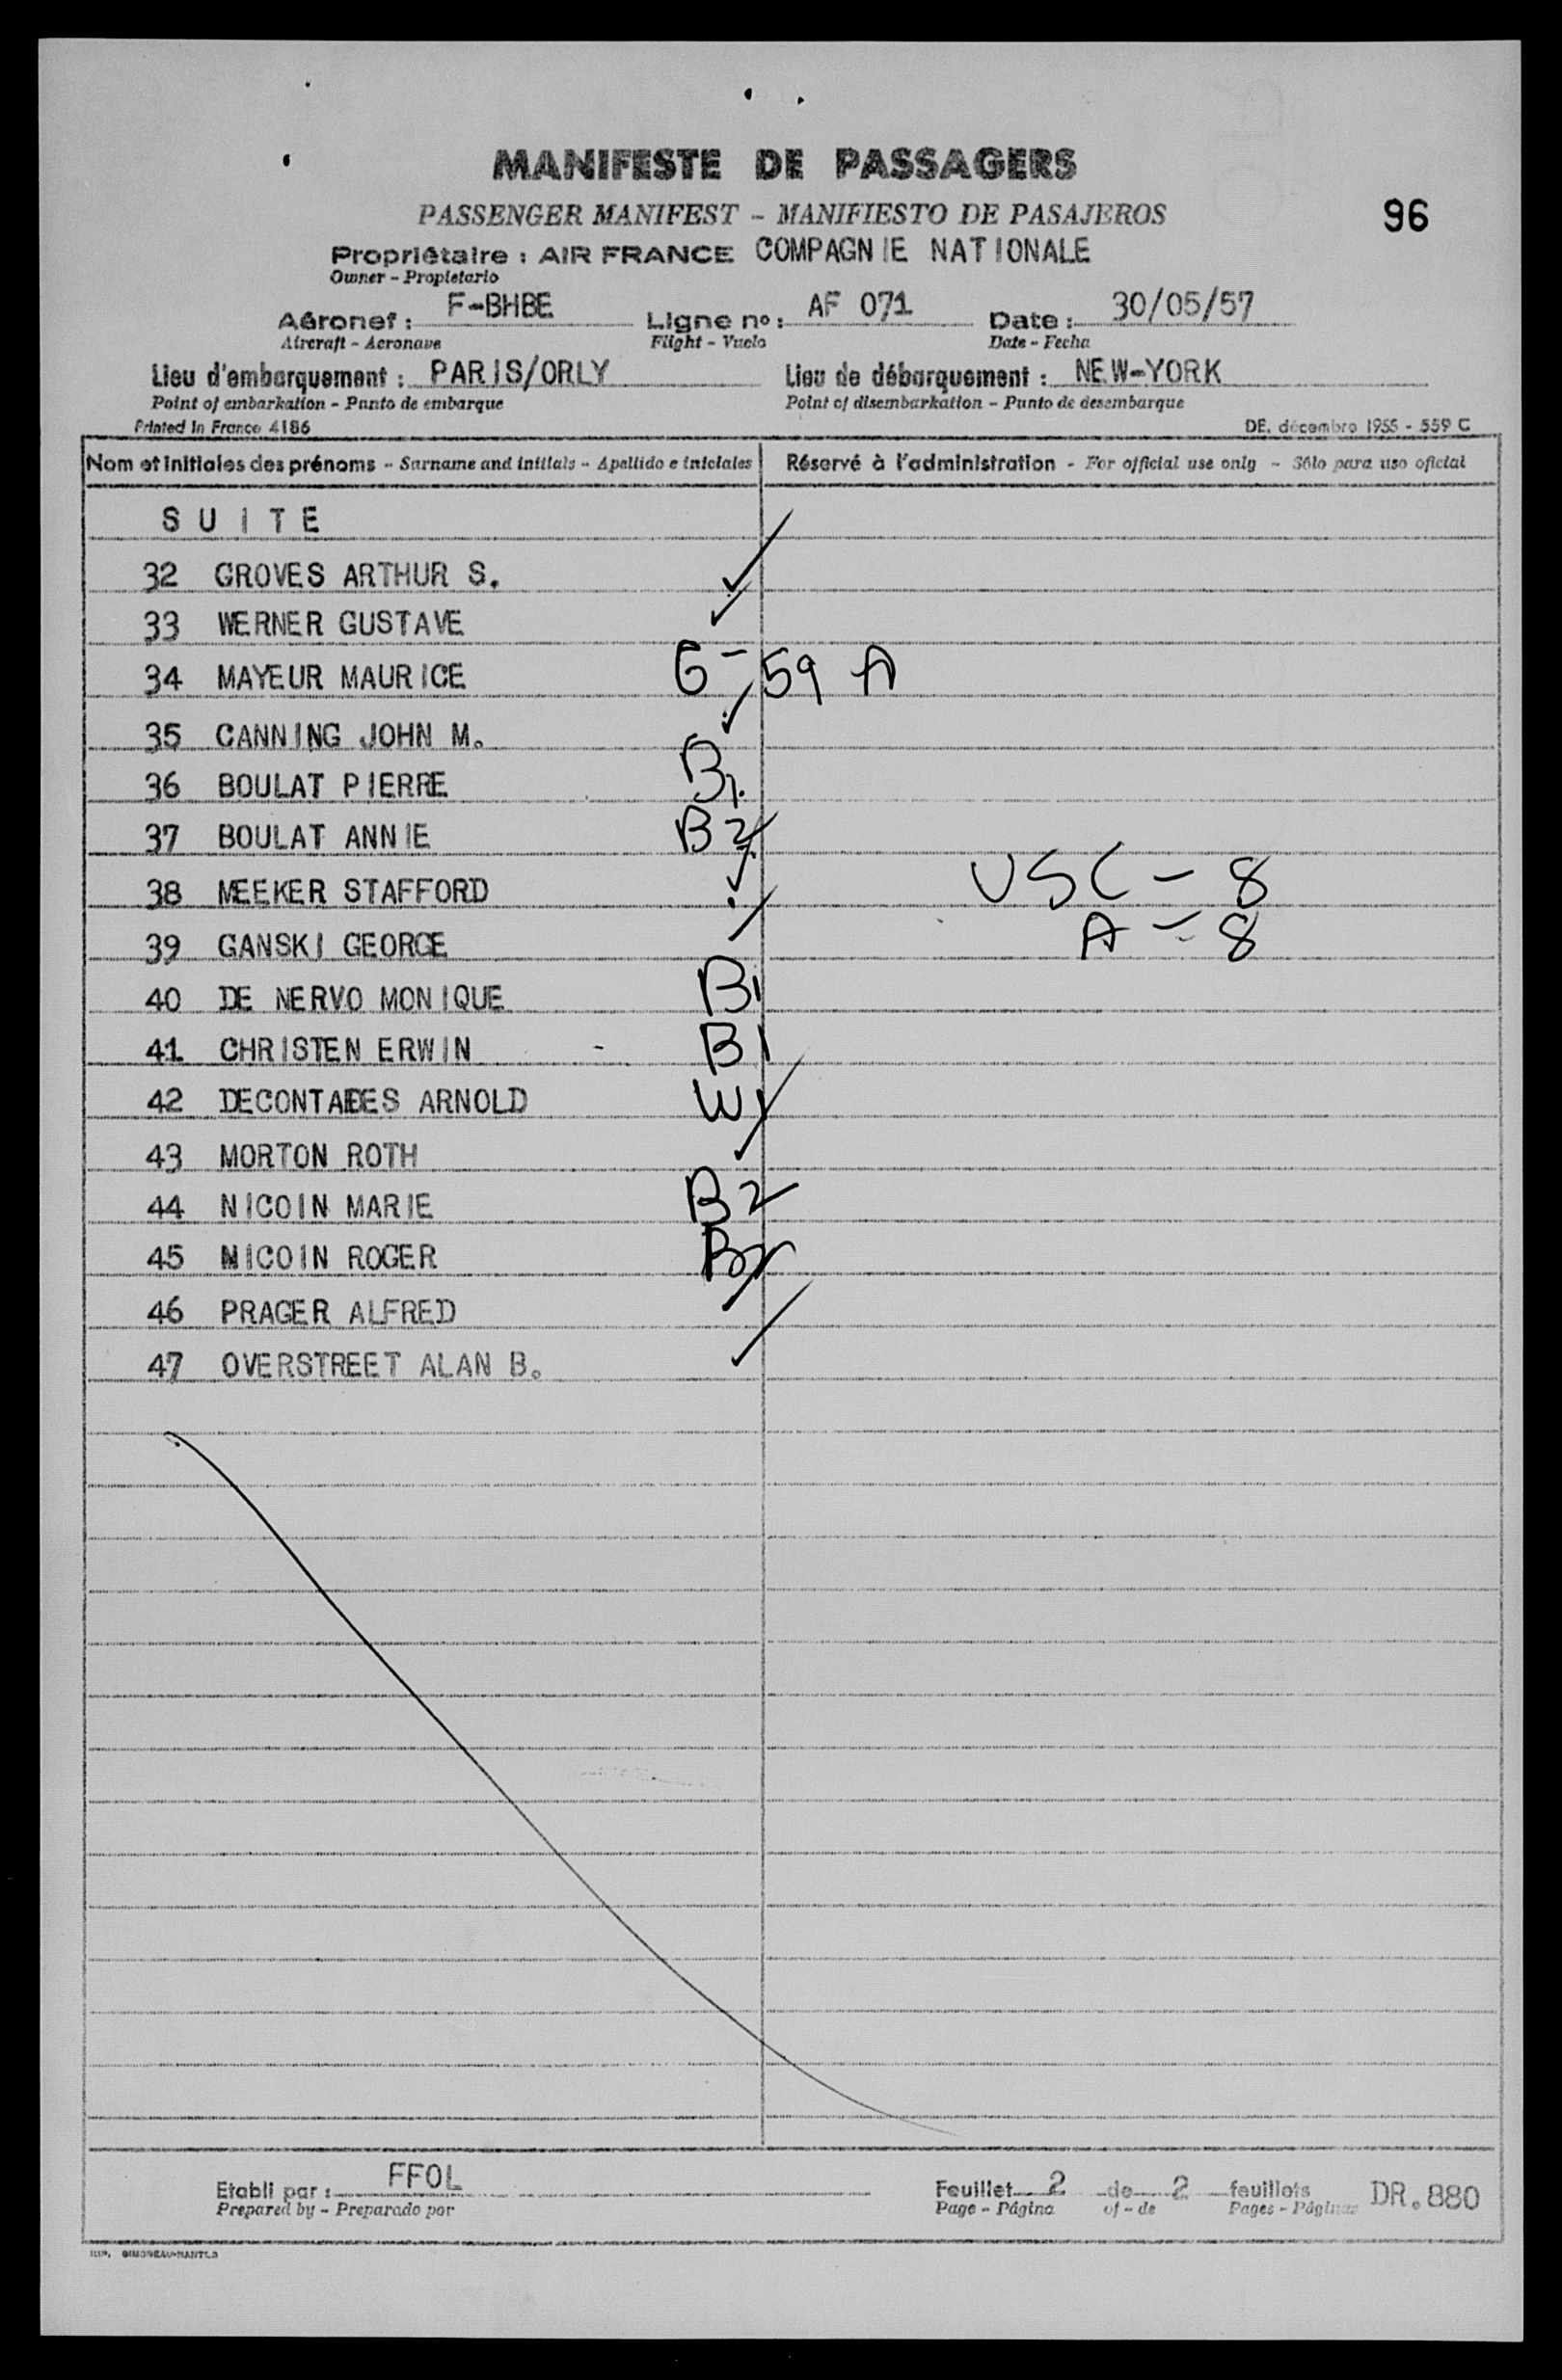 MANIFESTE DE PASSAGERS
PASSENGER MANIFEST - MANIFIESTO DE PASAJEROS
96
Propriétaire : AIR FRANCE COMPAGNIE NATIONALE
Owner - Propietario
Aéronef : F-BHBE Ligne nº : AF 071 Date : 30/05/57
Aircraft - Aeronave Flight - Vuelo Date - Fecha
Lieu d'embarquement : PARIS/ORLY Lieu de débarquement : NEW-YORK
Point of embarkation - Punto de embarque Point of disembarkation - Punto de desembarque
Printed in France 4186 DE. décembre 1955 - 559 C
Nom et initiales des prénoms - Surname and initials - Apellido e iniciales Réservé à l'administration - For official use only - Sólo para uso oficial
SUITE
32 GROVES ARTHUR S. ✓
33 WERNER GUSTAVE ✓
34 MAYEUR MAURICE G-59 A
35 CANNING JOHN M. ✓
36 BOULAT PIERRE B1
37 BOULAT ANNIE B2
38 MEEKER STAFFORD ✓ USC - 8
39 GANSKI GEORGE ✓ A - 8
40 DE NERVO MONIQUE B1
41 CHRISTEN ERWIN B1
42 DECONTADES ARNOLD W1
43 MORTON ROTH ✓
44 NICOIN MARIE B2
45 NICOIN ROGER B2
46 PRAGER ALFRED ✓
47 OVERSTREET ALAN B. ✓
Etabli par : FFOL Feuillet 2 de 2 feuillets DR.880
Prepared by - Preparado por Page - Página of - de Pages - Páginas